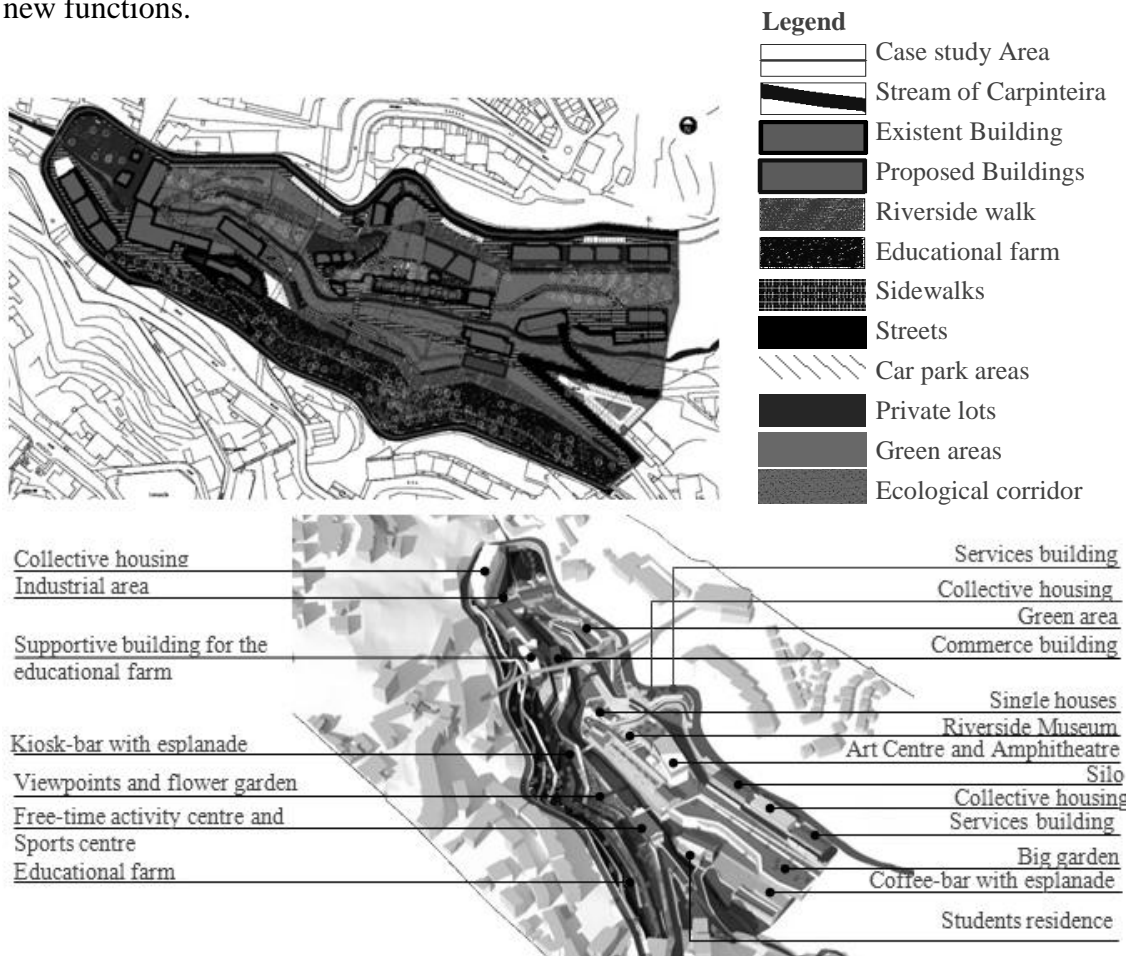 new functions.
Legend
Case study Area
Stream of Carpinteira
Existent Building
Proposed Buildings
Riverside walk
Educational farm
Sidewalks
Streets
Car park areas
Private lots
Green areas
Ecological corridor
Collective housing
Industrial area
Supportive building for the
educational farm
Kiosk-bar with esplanade
Viewpoints and flower garden
Free-time activity centre and
Sports centre
Educational farm
Services building
Collective housing
Green area
Commerce building
Single houses
Riverside Museum
Art Centre and Amphitheatre
Silo
Collective housing
Services building
Big garden
Coffee-bar with esplanade
Students residence